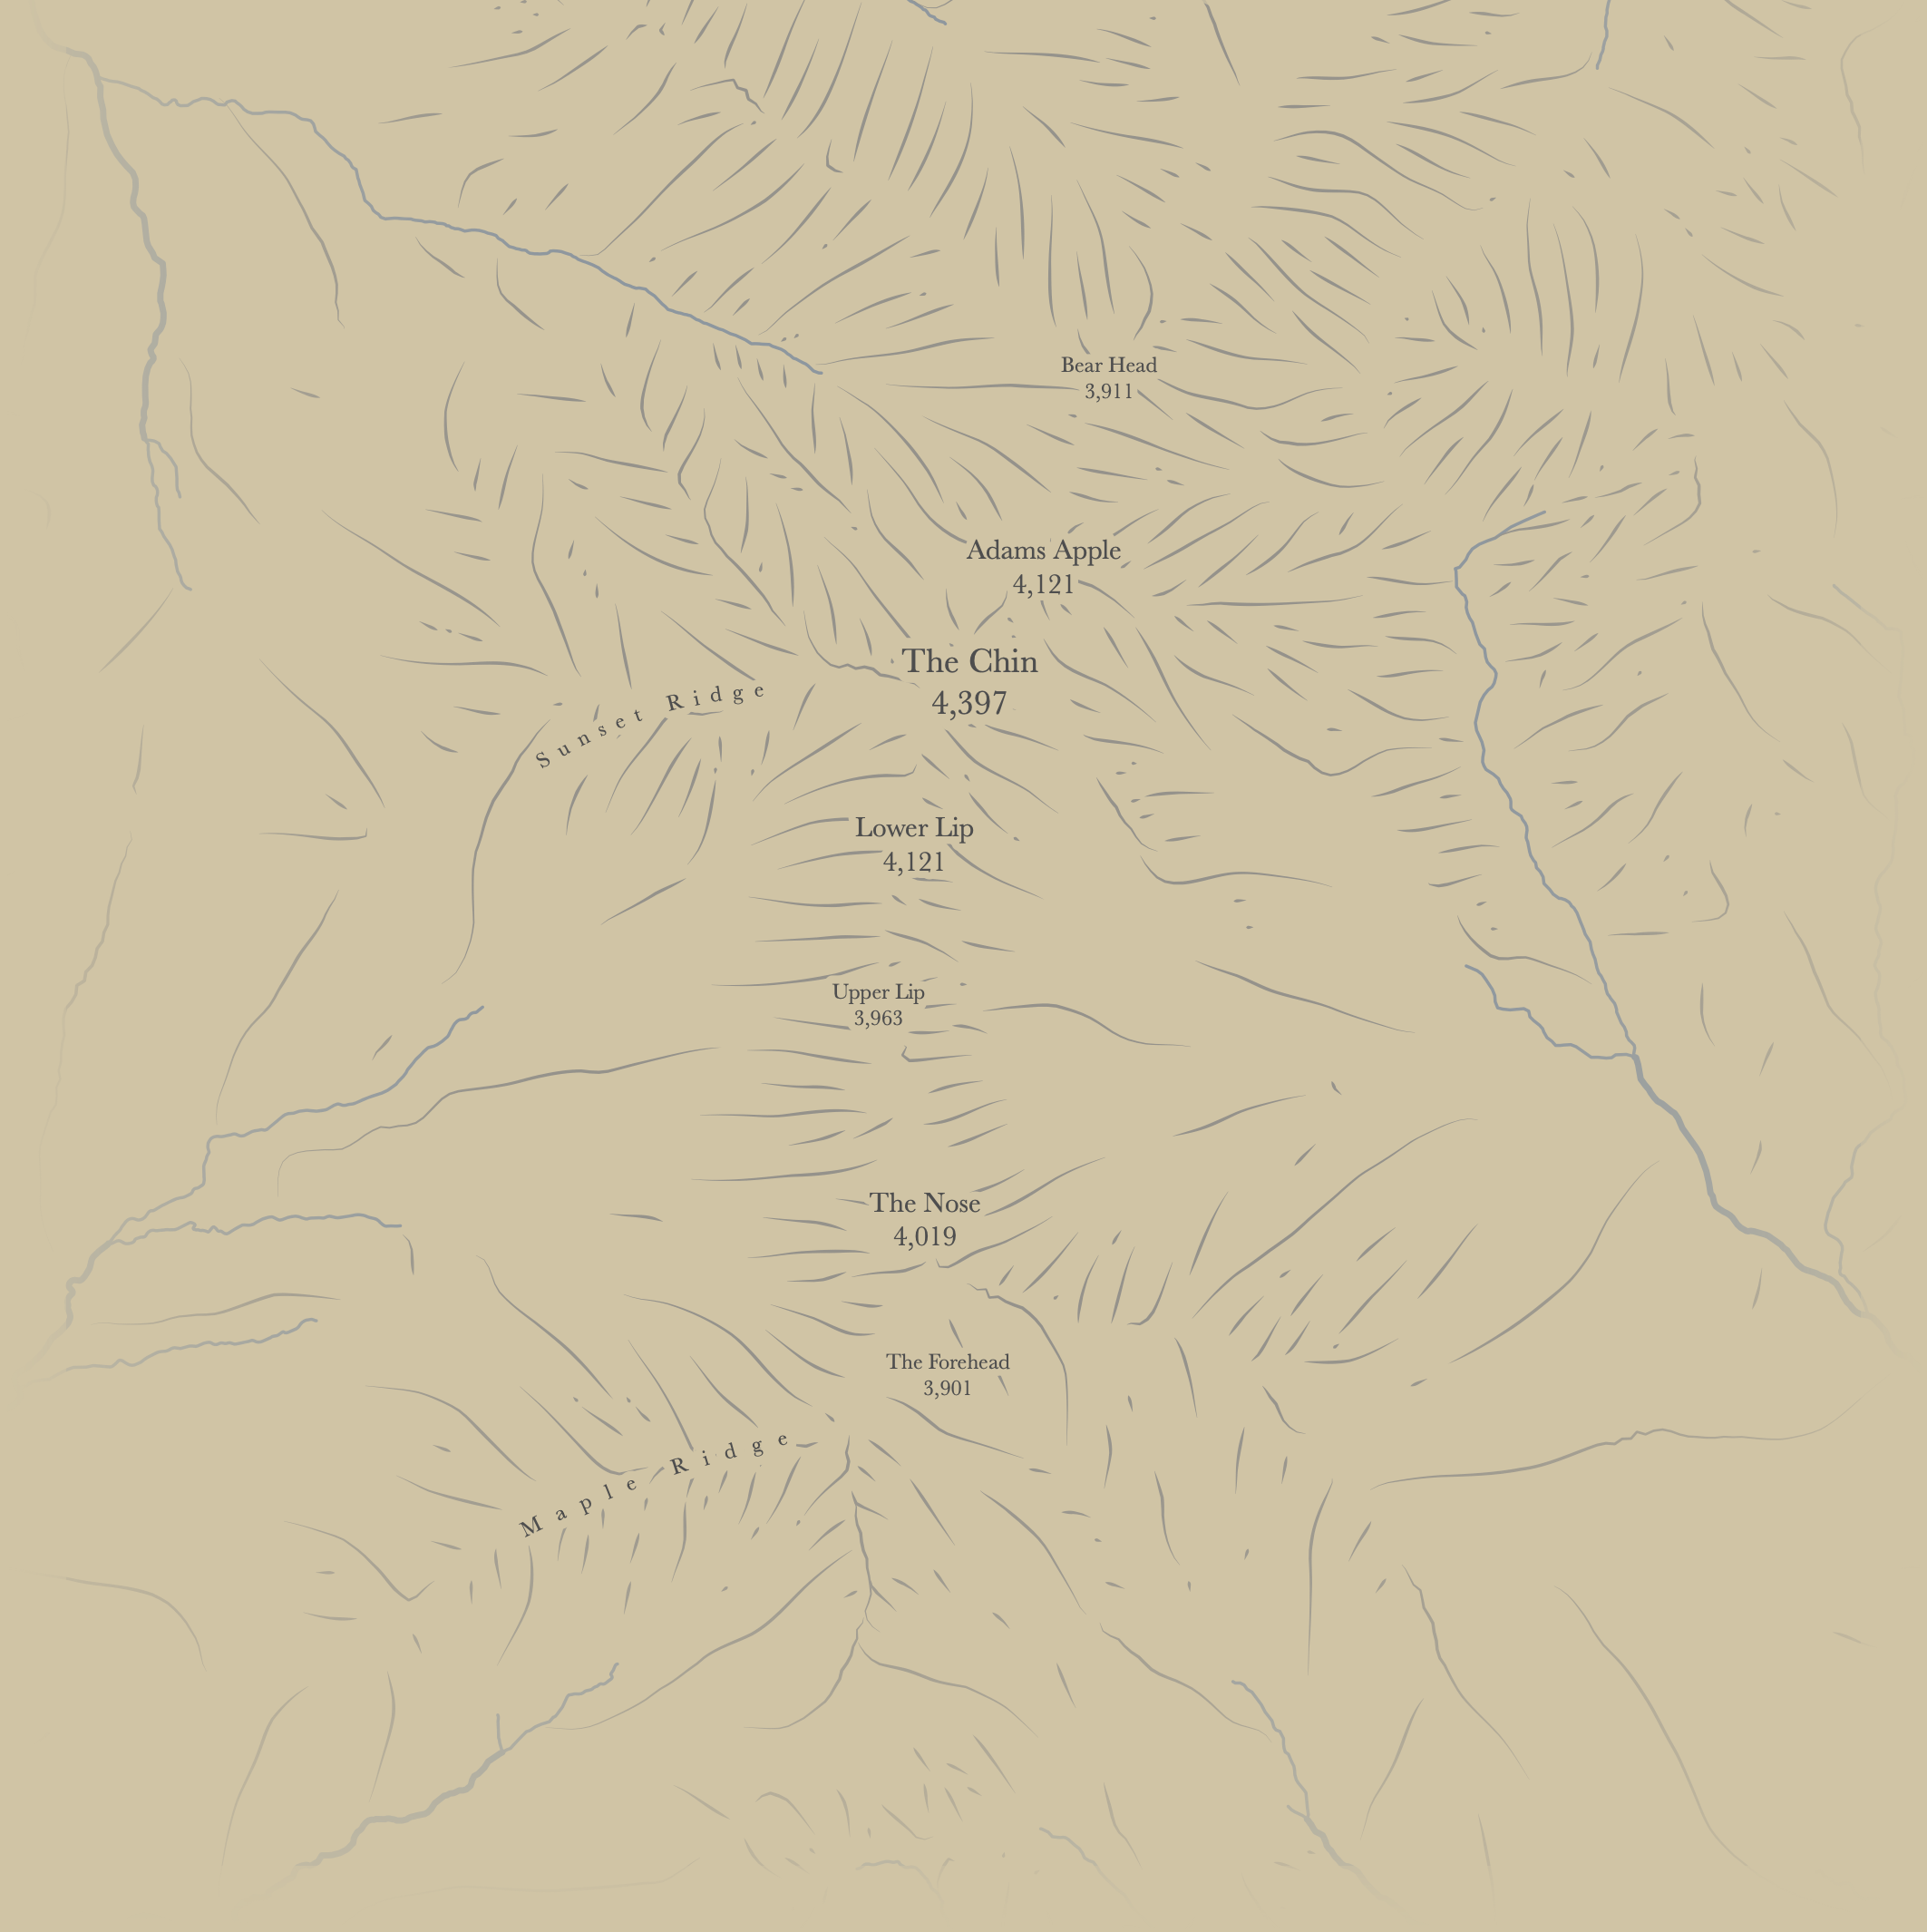 Bear Head
3,911
Adams Apple
4,121
The Chin
4,397
Sunset Ridge
Lower Lip
4,121
Upper Lip
3,963
The Nose
4,019
The Forehead
3,901
Maple Ridge